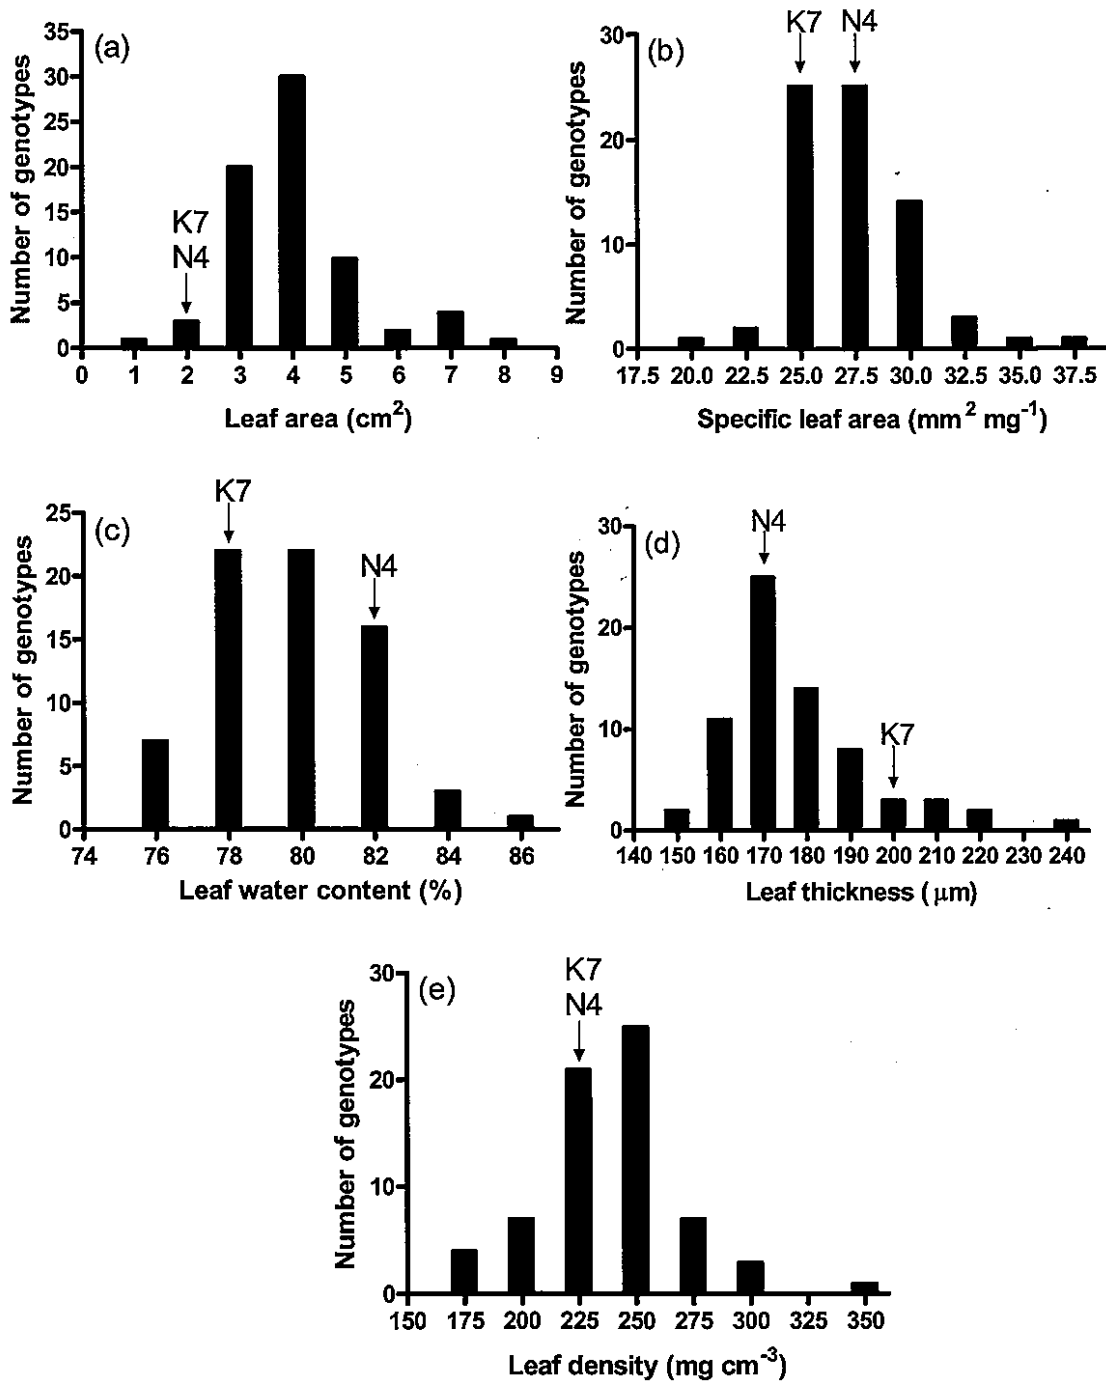 (a)
Number of genotypes
35
30
25
20
15
10
5
0
K7
N4
0 1 2 3 4 5 6 7 8 9
Leaf area (cm²)
(b)
Number of genotypes
30
20
10
0
K7 N4
17.5 20.0 22.5 25.0 27.5 30.0 32.5 35.0 37.5
Specific leaf area (mm² mg⁻¹)
(c)
Number of genotypes
25
20
15
10
5
0
K7
N4
74 76 78 80 82 84 86
Leaf water content (%)
(d)
Number of genotypes
30
20
10
0
N4
K7
140 150 160 170 180 190 200 210 220 230 240
Leaf thickness (μm)
(e)
Number of genotypes
30
20
10
0
K7
N4
150 175 200 225 250 275 300 325 350
Leaf density (mg cm⁻³)